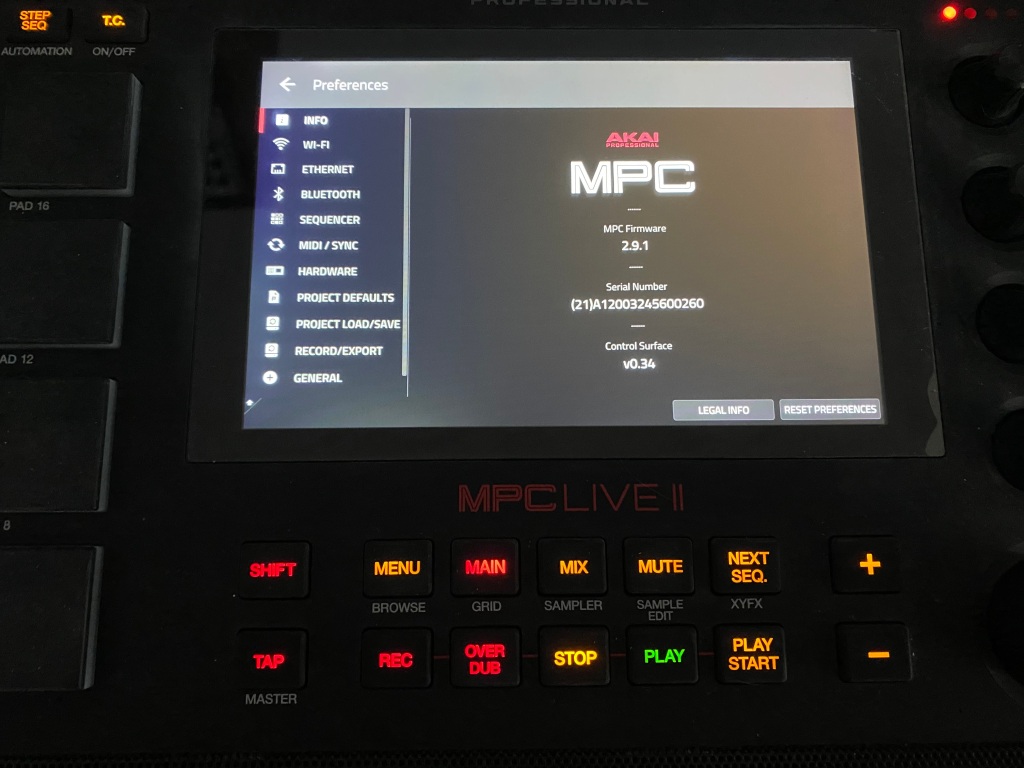 PROFESSIONAL
STEP
SEQ
T.C.
AUTOMATION
ON/OFF
PAD 16
AD 12
8
Preferences
INFO
WI-FI
ETHERNET
BLUETOOTH
SEQUENCER
MIDI / SYNC
HARDWARE
PROJECT DEFAULTS
PROJECT LOAD/SAVE
RECORD/EXPORT
GENERAL
AKAI
PROFESSIONAL
MPC
MPC Firmware
2.9.1
Serial Number
(21)A12003245600260
Control Surface
v0.34
LEGAL INFO
RESET PREFERENCES
MPC LIVE II
SHIFT
MENU
MAIN
MIX
MUTE
NEXT
SEQ.
+
BROWSE
GRID
SAMPLER
SAMPLE
EDIT
XYFX
TAP
REC
OVER
DUB
STOP
PLAY
PLAY
START
−
MASTER